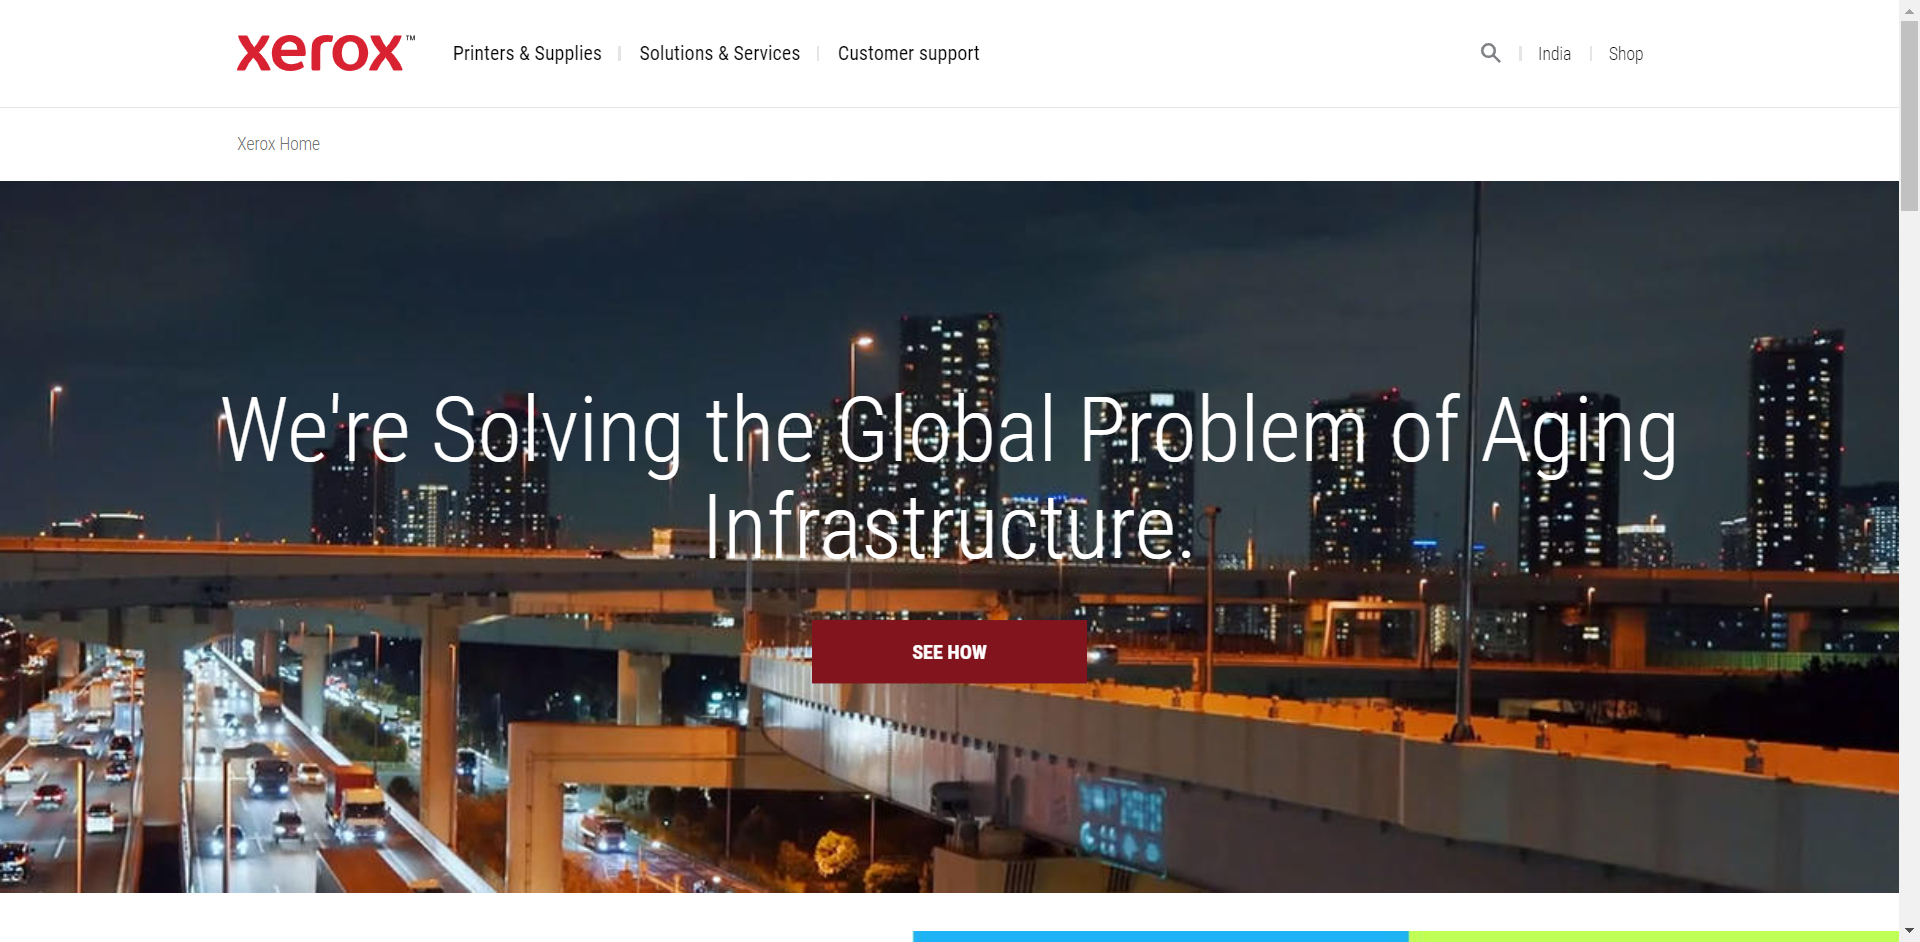 xerox™
Printers & Supplies
Solutions & Services
Customer support
India
Shop
Xerox Home
We're Solving the Global Problem of Aging
Infrastructure.
SEE HOW